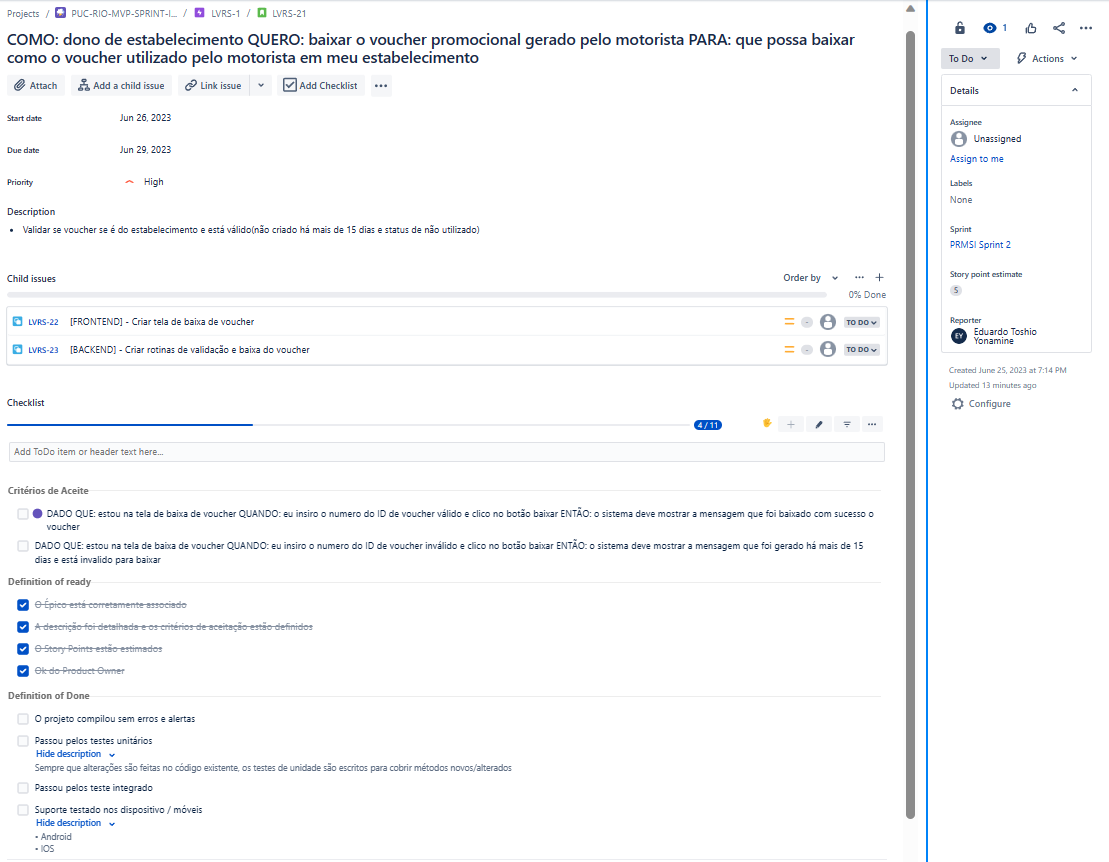 Projects / PUC-RIO-MVP-SPRINT-I... / LVRS-1 / LVRS-21
1
COMO: dono de estabelecimento QUERO: baixar o voucher promocional gerado pelo motorista PARA: que possa baixar
como o voucher utilizado pelo motorista em meu estabelecimento
To Do
Actions
Attach
Add a child issue
Link issue
Add Checklist
Details
Start date Jun 26, 2023
Due date Jun 29, 2023
Priority High
Description
• Validar se voucher se é do estabelecimento e está válido(não criado há mais de 15 dias e status de não utilizado)
Assignee
Unassigned
Assign to me
Labels
None
Sprint
PRMSI Sprint 2
Story point estimate
5
Reporter
EY
Eduardo Toshio
Yonamine
Created June 25, 2023 at 7:14 PM
Updated 13 minutes ago
Configure
Child issues
Order by
0% Done
LVRS-22 [FRONTEND] - Criar tela de baixa de voucher - TO DO
LVRS-23 [BACKEND] - Criar rotinas de validacão e baixa do voucher - TO DO
Checklist
4 / 11
Add ToDo item or header text here...
Critérios de Aceite
DADO QUE: estou na tela de baixa de voucher QUANDO: eu insiro o numero do ID de voucher válido e clico no botão baixar ENTÃO: o sistema deve mostrar a mensagem que foi baixado com sucesso o
voucher
DADO QUE: estou na tela de baixa de voucher QUANDO: eu insiro o numero do ID de voucher inválido e clico no botão baixar ENTÃO: o sistema deve mostrar a mensagem que foi gerado há mais de 15
dias e está invalido para baixar
Definition of ready
O Épico está corretamente associado
A descrição foi detalhada e os critérios de aceitação estão definidos
O Story Points estão estimados
Ok do Product Owner
Definition of Done
O projeto compilou sem erros e alertas
Passou pelos testes unitários
Hide description
Sempre que alterações são feitas no código existente, os testes de unidade são escritos para cobrir métodos novos/alterados
Passou pelos teste integrado
Suporte testado nos dispositivo / móveis
Hide description
• Android
• IOS